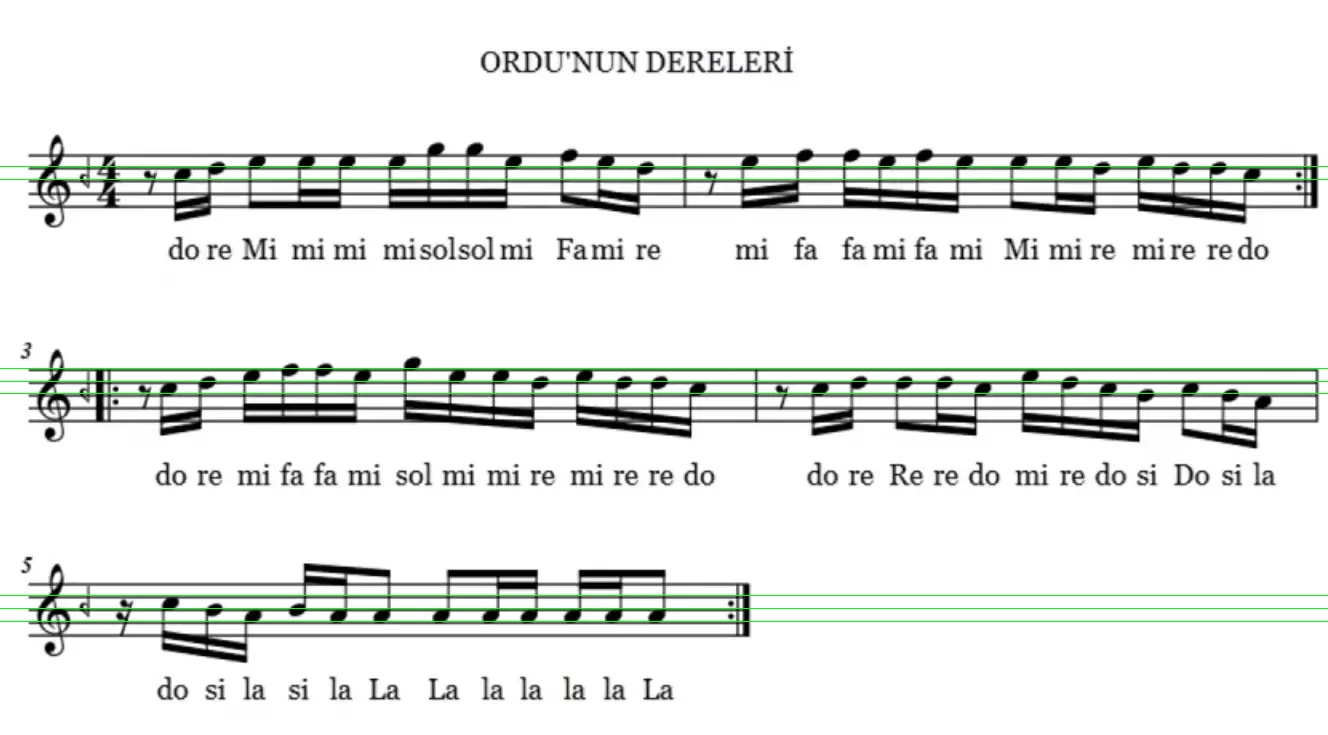 ORDU'NUN DERELERİ
4
4
do re Mi mi mi mi sol sol mi Fa mi re mi fa fa mi fa mi Mi mi re mi re re do
3
do re mi fa fa mi sol mi mi re mi re re do do re Re re do mi re do si Do si la
5
do si la si la La La la la la la La